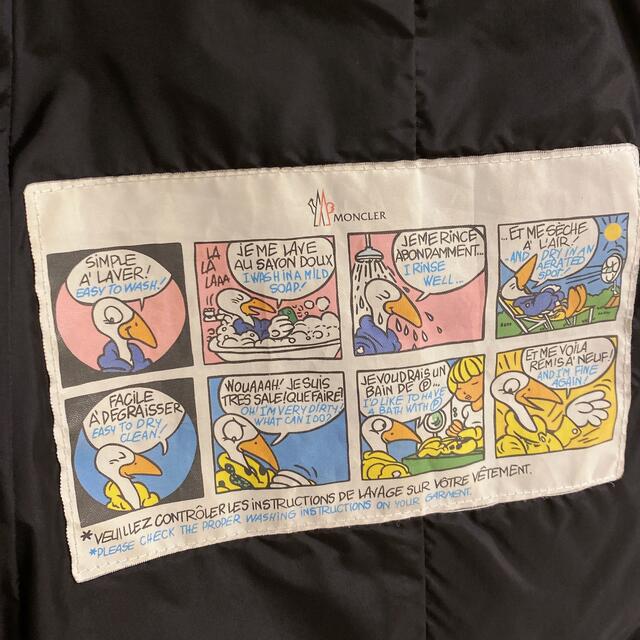 MONCLER
SIMPLE
A' LAVER!
EASY TO WASH!
LA
LA
LAAA
JE ME LAVE
AU SAVON DOUX
I WASH IN A MILD
SOAP!
JE ME RINCE
ABONDAMMENT...
I RINSE
WELL...
...ET ME SÈCHE
A' L'AIR!
-AND DRY IN AN
AERATED
SPOT.
FACILE
A' DÉGRAISSER
EASY TO DRY
CLEAN!
WOUAAAH! JE SUIS
TRES SALE! QUE FAIRE!
OH! I'M VERY DIRTY!
WHAT CAN I DO?
JE VOUDRAIS UN
BAIN DE Ⓟ...
I'D LIKE TO HAVE
A BATH WITH Ⓟ
ET ME VOILA
REMIS A' NEUF!
AND I'M FINE
AGAIN!
*VEUILLEZ CONTRÔLER LES INSTRUCTIONS DE LAVAGE SUR VÔTRE VÊTEMENT.
*PLEASE CHECK THE PROPER WASHING INSTRUCTIONS ON YOUR GARMENT.